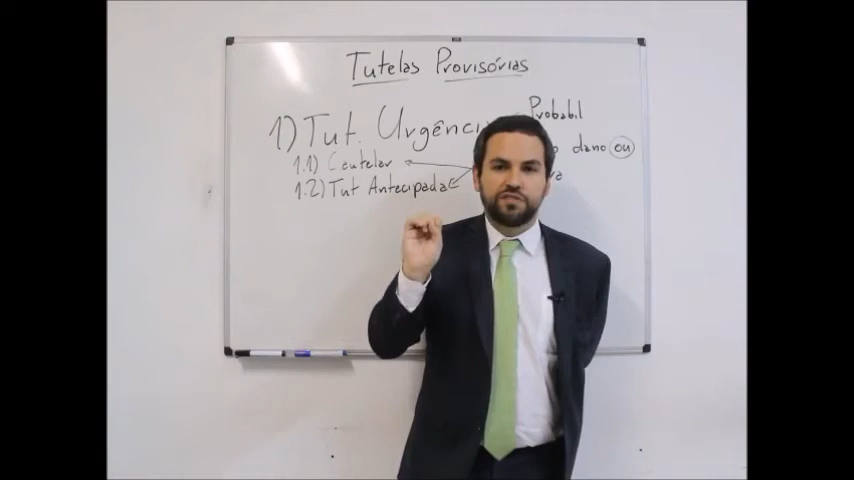 Tutelas Provisórias
1) Tut. Urgênci Probabil
1.1) Cautelar dano ou
1.2) Tut Antecipada